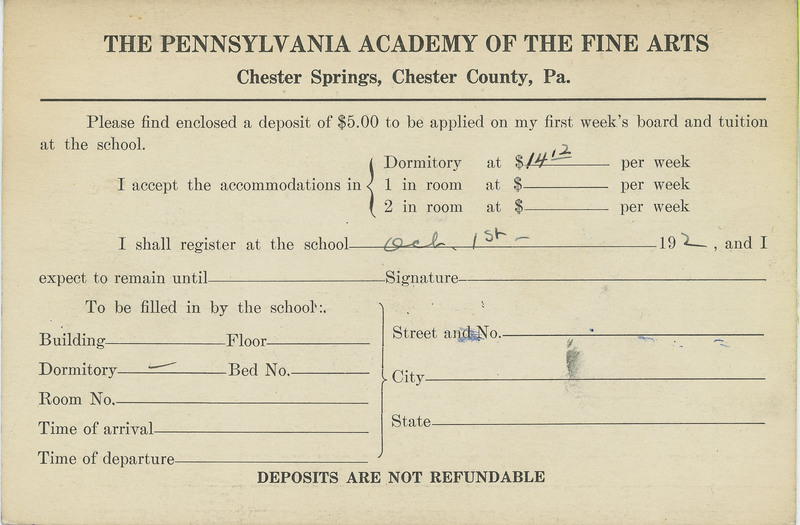 THE PENNSYLVANIA ACADEMY OF THE FINE ARTS
Chester Springs, Chester County, Pa.
Please find enclosed a deposit of $5.00 to be applied on my first week's board and tuition
at the school.
I accept the accommodations in
Dormitory at $14 12 per week
1 in room at $ per week
2 in room at $ per week
I shall register at the school Oct. 1st - 192 , and I
expect to remain until Signature
To be filled in by the school:
Building Floor
Dormitory Bed No.
Room No.
Time of arrival
Time of departure
Street and No.
City
State
DEPOSITS ARE NOT REFUNDABLE